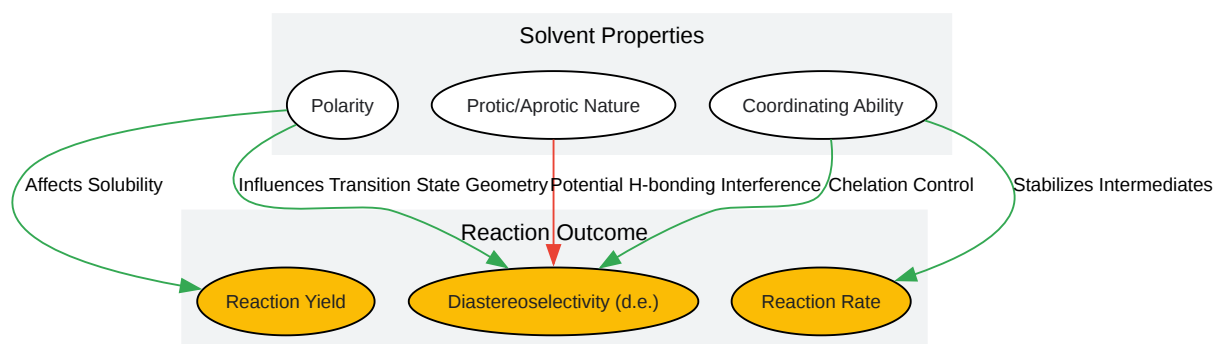 Solvent Properties
Polarity
Protic/Aprotic Nature
Coordinating Ability
Affects Solubility
Influences Transition State Geometry
Potential H-bonding Interference
Chelation Control
Stabilizes Intermediates
Reaction Outcome
Reaction Yield
Diastereoselectivity (d.e.)
Reaction Rate